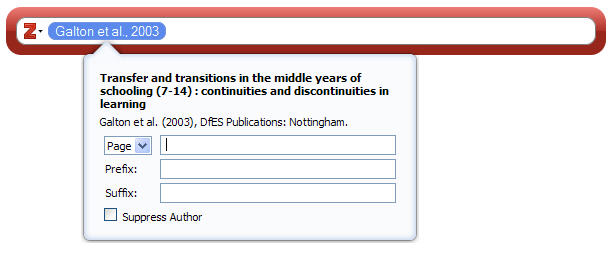 Z Galton et al., 2003
Transfer and transitions in the middle years of
schooling (7-14) : continuities and discontinuities in
learning
Galton et al. (2003), DfES Publications: Nottingham.
Page
Prefix:
Suffix:
Suppress Author